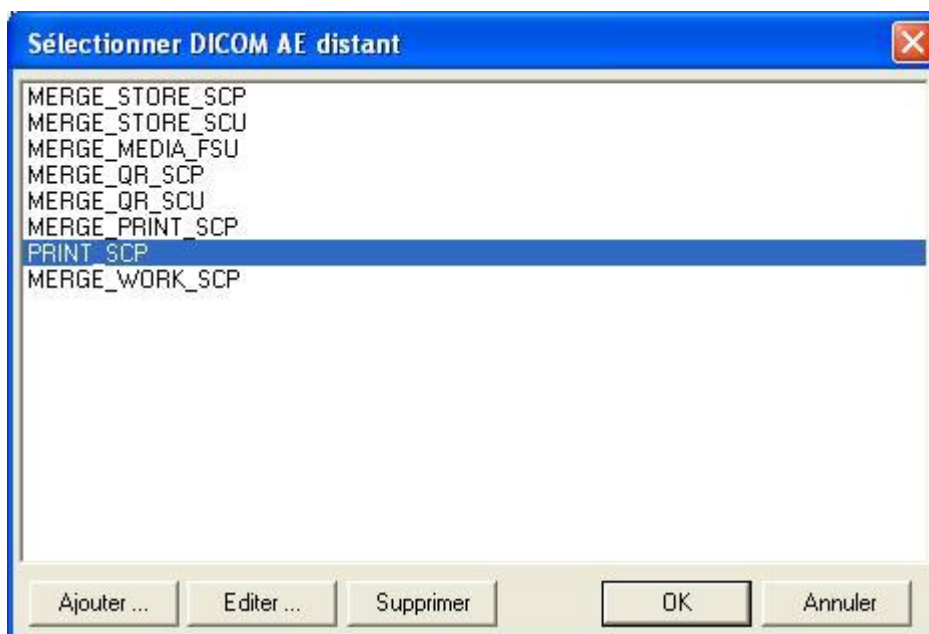 Sélectionner DICOM AE distant
MERGE_STORE_SCP
MERGE_STORE_SCU
MERGE_MEDIA_FSU
MERGE_QR_SCP
MERGE_QR_SCU
MERGE_PRINT_SCP
PRINT_SCP
MERGE_WORK_SCP
Ajouter ... Editer ... Supprimer OK Annuler